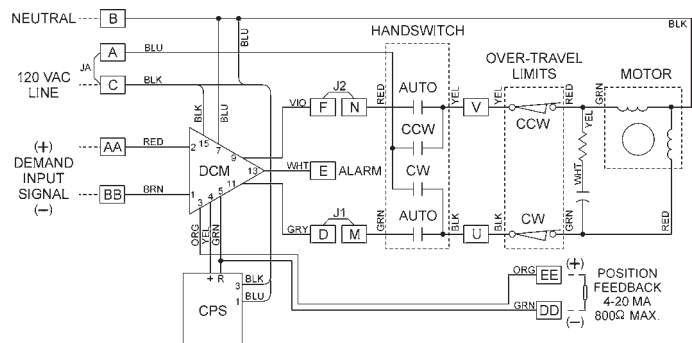 NEUTRAL
B
BLK
A
BLU
BLU
HANDSWITCH
JA
120 VAC
LINE
C
BLK
OVER-TRAVEL
LIMITS
MOTOR
J2
AUTO
RED
YEL
YEL
RED
GRN
VIO
F
N
V
BLK
BLU
CCW
CCW
YEL
(+)
DEMAND
INPUT
SIGNAL
(−)
AA
RED
2
15
7
9
DCM
13
WHT
E
ALARM
CW
WHT
BB
BRN
1
11
3
4
5
J1
AUTO
GRN
BLK
BLK
CW
GRN
RED
GRY
D
M
U
ORG
YEL
GRN
+
R
3
BLK
1
BLU
CPS
ORG
EE
(+)
GRN
DD
(−)
POSITION
FEEDBACK
4-20 MA
800Ω MAX.